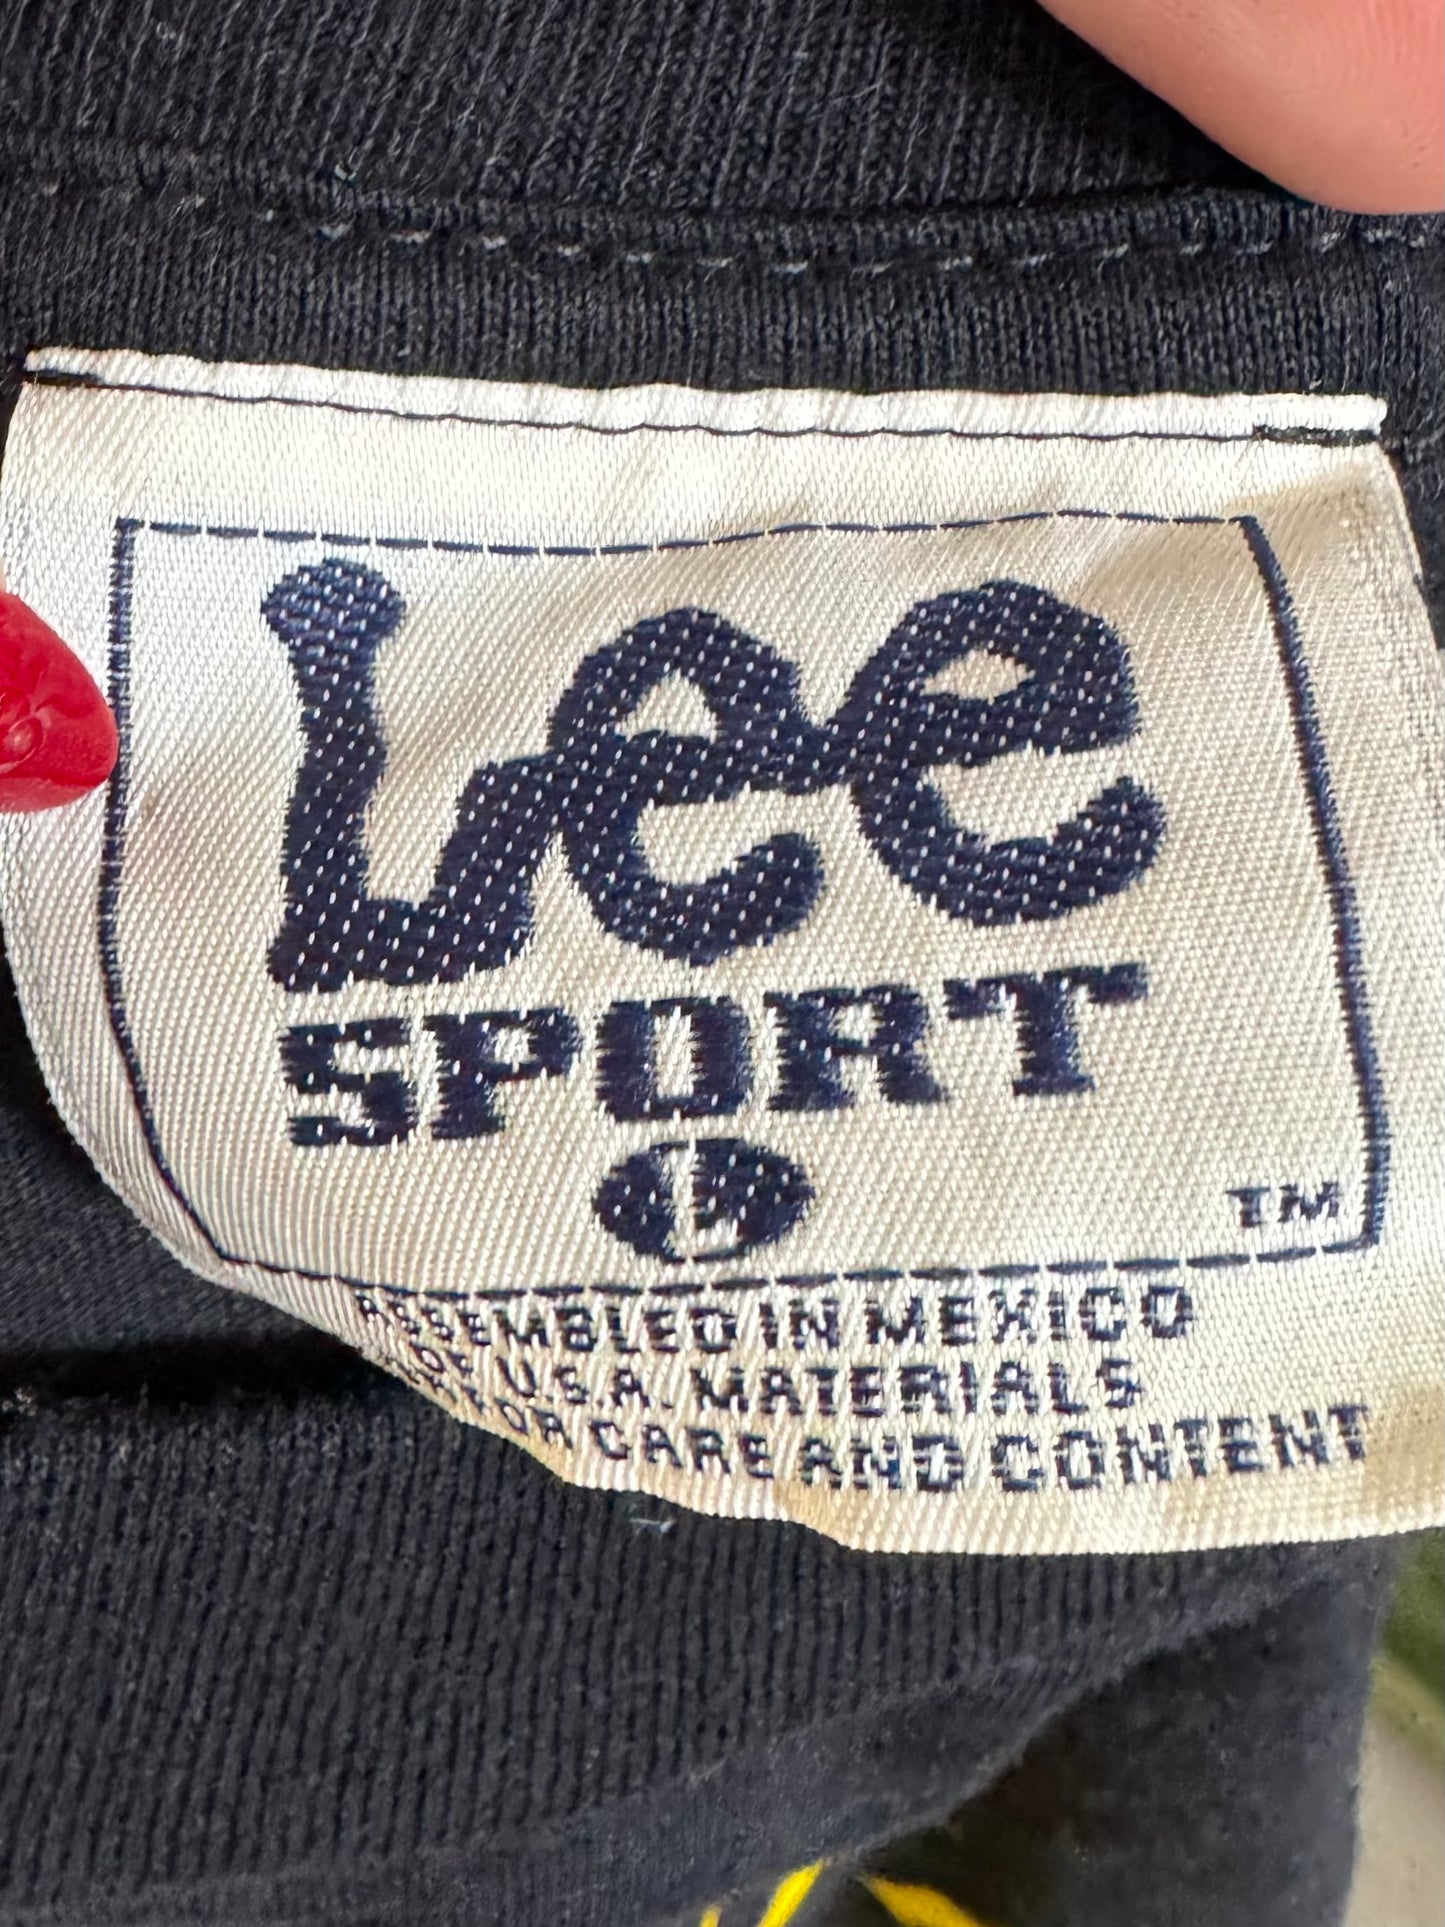 Lee
SPORT
L
TM
ASSEMBLED IN MEXICO
OF U.S.A. MATERIALS
FOR CARE AND CONTENT